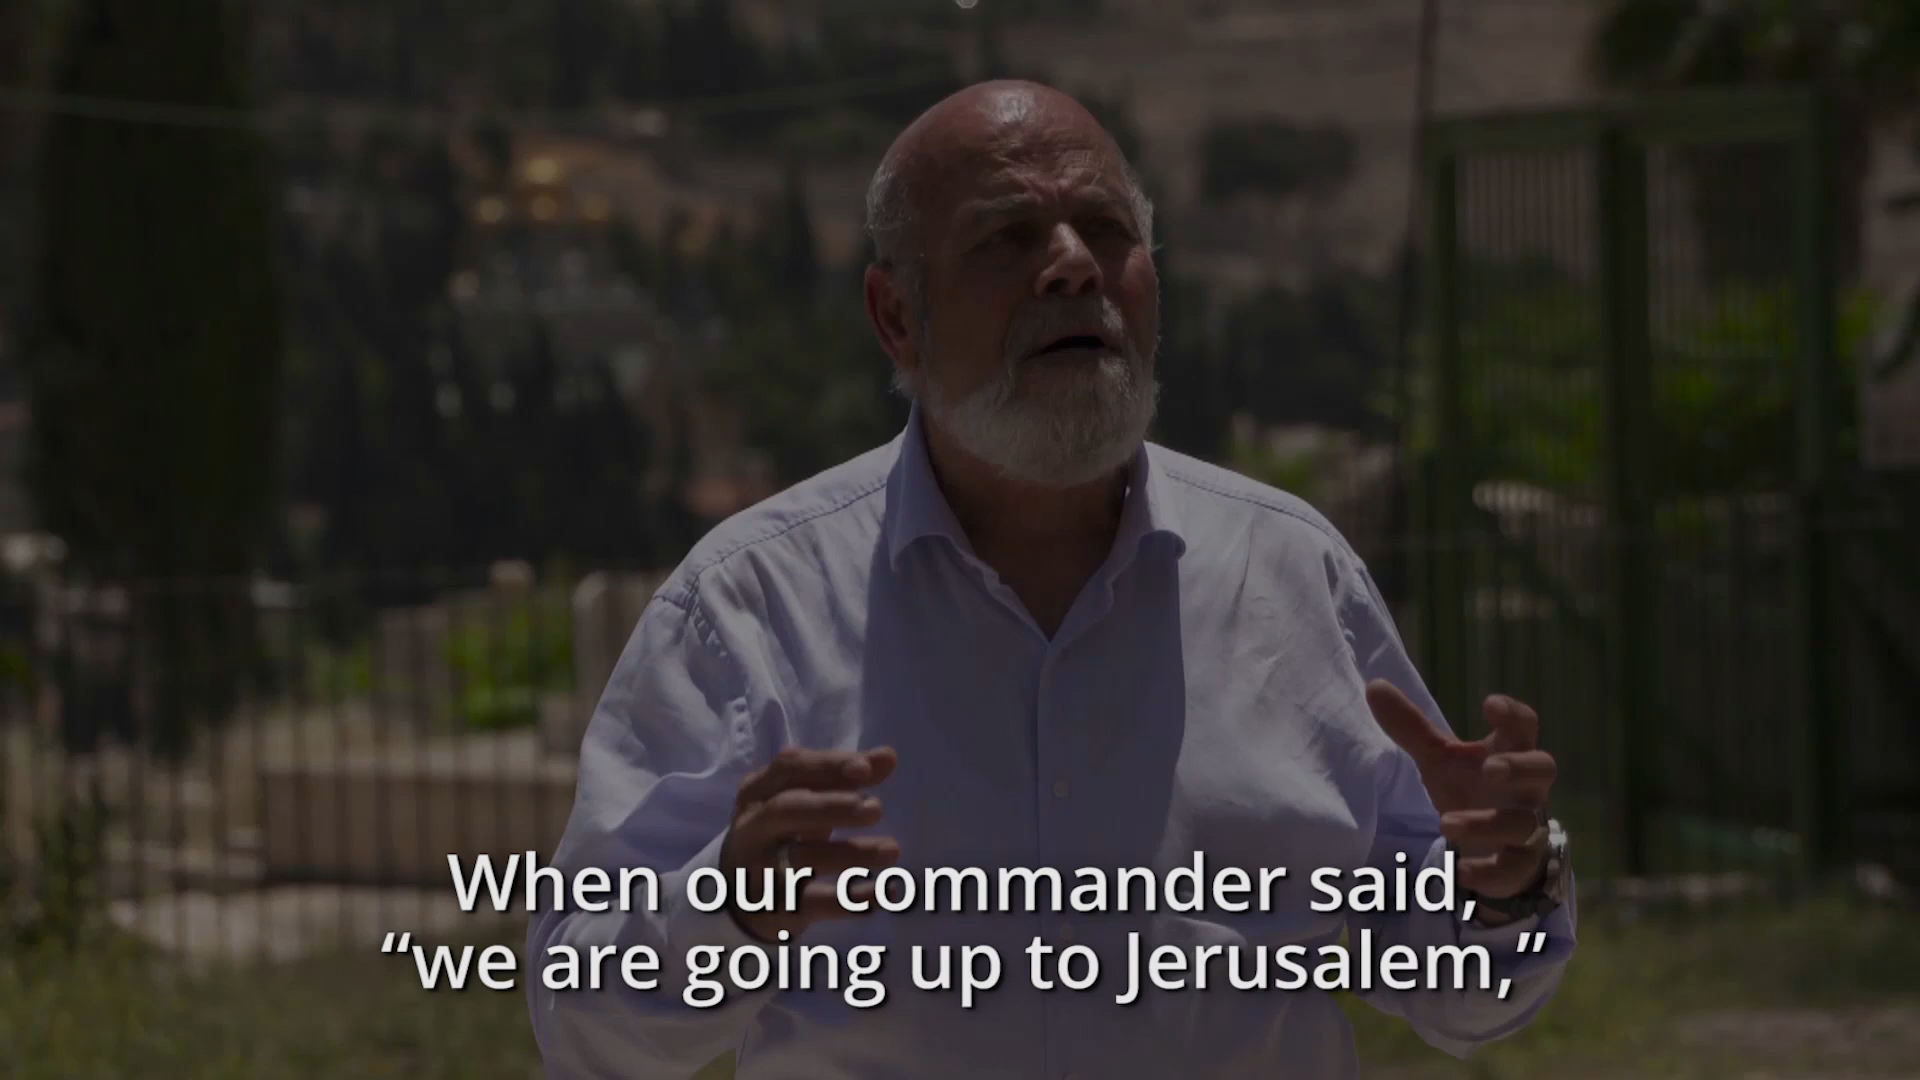 When our commander said,
“we are going up to Jerusalem,”